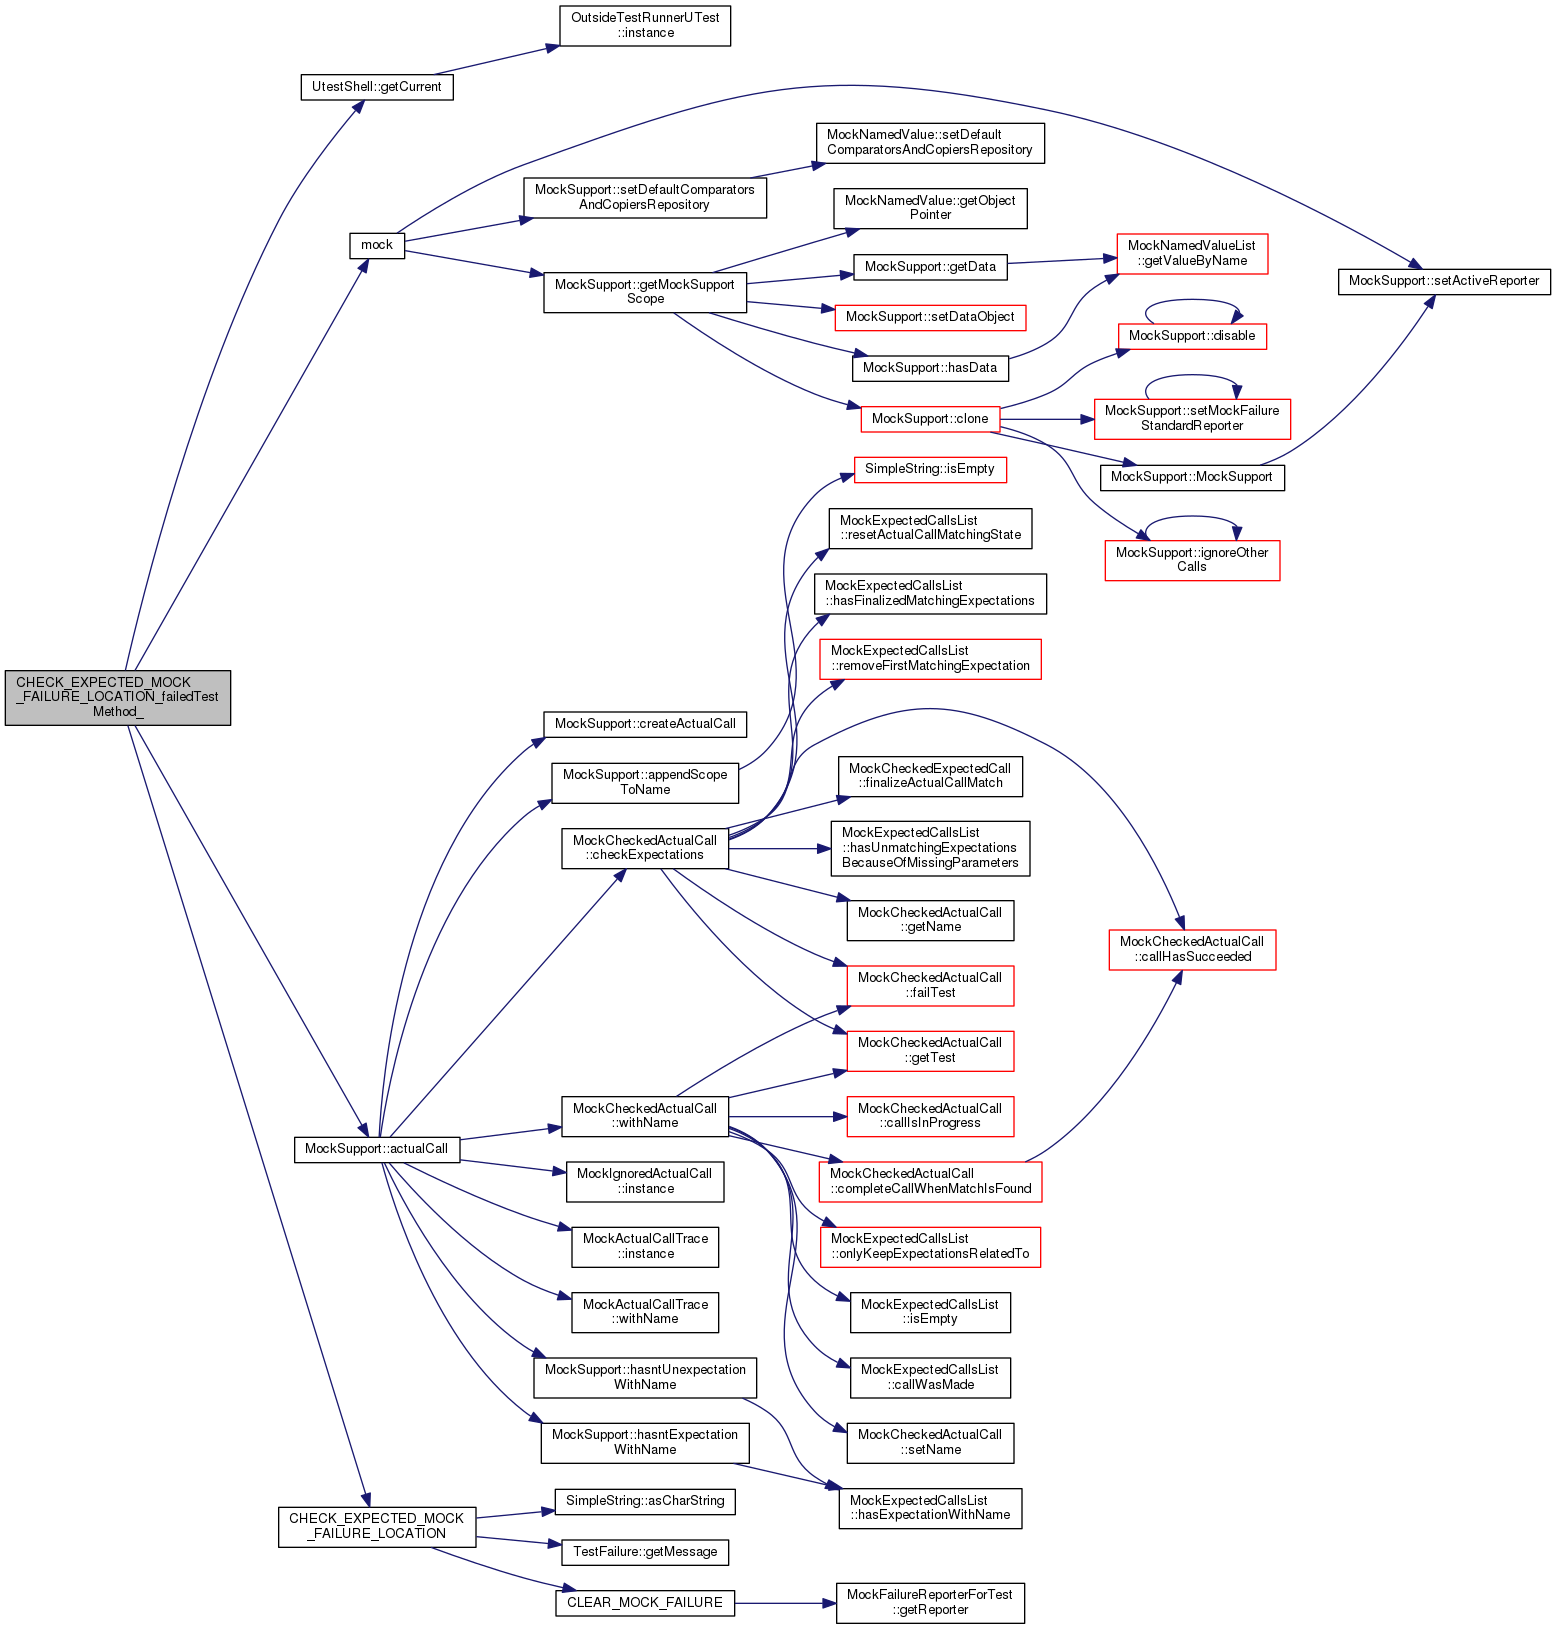 OutsideTestRunnerUTest
::instance
UtestShell::getCurrent
MockNamedValue::setDefault
ComparatorsAndCopiersRepository
MockSupport::setDefaultComparators
AndCopiersRepository
MockNamedValue::getObject
Pointer
mock
MockSupport::getData
MockNamedValueList
::getValueByName
MockSupport::setActiveReporter
MockSupport::getMockSupport
Scope
MockSupport::setDataObject
MockSupport::disable
MockSupport::hasData
MockSupport::clone
MockSupport::setMockFailure
StandardReporter
SimpleString::isEmpty
MockSupport::MockSupport
MockExpectedCallsList
::resetActualCallMatchingState
MockSupport::ignoreOther
Calls
MockExpectedCallsList
::hasFinalizedMatchingExpectations
MockExpectedCallsList
::removeFirstMatchingExpectation
CHECK_EXPECTED_MOCK
_FAILURE_LOCATION_failedTest
Method_
MockSupport::createActualCall
MockSupport::appendScope
ToName
MockCheckedExpectedCall
::finalizeActualCallMatch
MockCheckedActualCall
::checkExpectations
MockExpectedCallsList
::hasUnmatchingExpectations
BecauseOfMissingParameters
MockCheckedActualCall
::getName
MockCheckedActualCall
::callHasSucceeded
MockCheckedActualCall
::failTest
MockCheckedActualCall
::getTest
MockCheckedActualCall
::withName
MockCheckedActualCall
::callIsInProgress
MockSupport::actualCall
MockIgnoredActualCall
::instance
MockCheckedActualCall
::completeCallWhenMatchIsFound
MockActualCallTrace
::instance
MockExpectedCallsList
::onlyKeepExpectationsRelatedTo
MockActualCallTrace
::withName
MockExpectedCallsList
::isEmpty
MockSupport::hasntUnexpectation
WithName
MockExpectedCallsList
::callWasMade
MockSupport::hasntExpectation
WithName
MockCheckedActualCall
::setName
MockExpectedCallsList
::hasExpectationWithName
CHECK_EXPECTED_MOCK
_FAILURE_LOCATION
SimpleString::asCharString
TestFailure::getMessage
CLEAR_MOCK_FAILURE
MockFailureReporterForTest
::getReporter